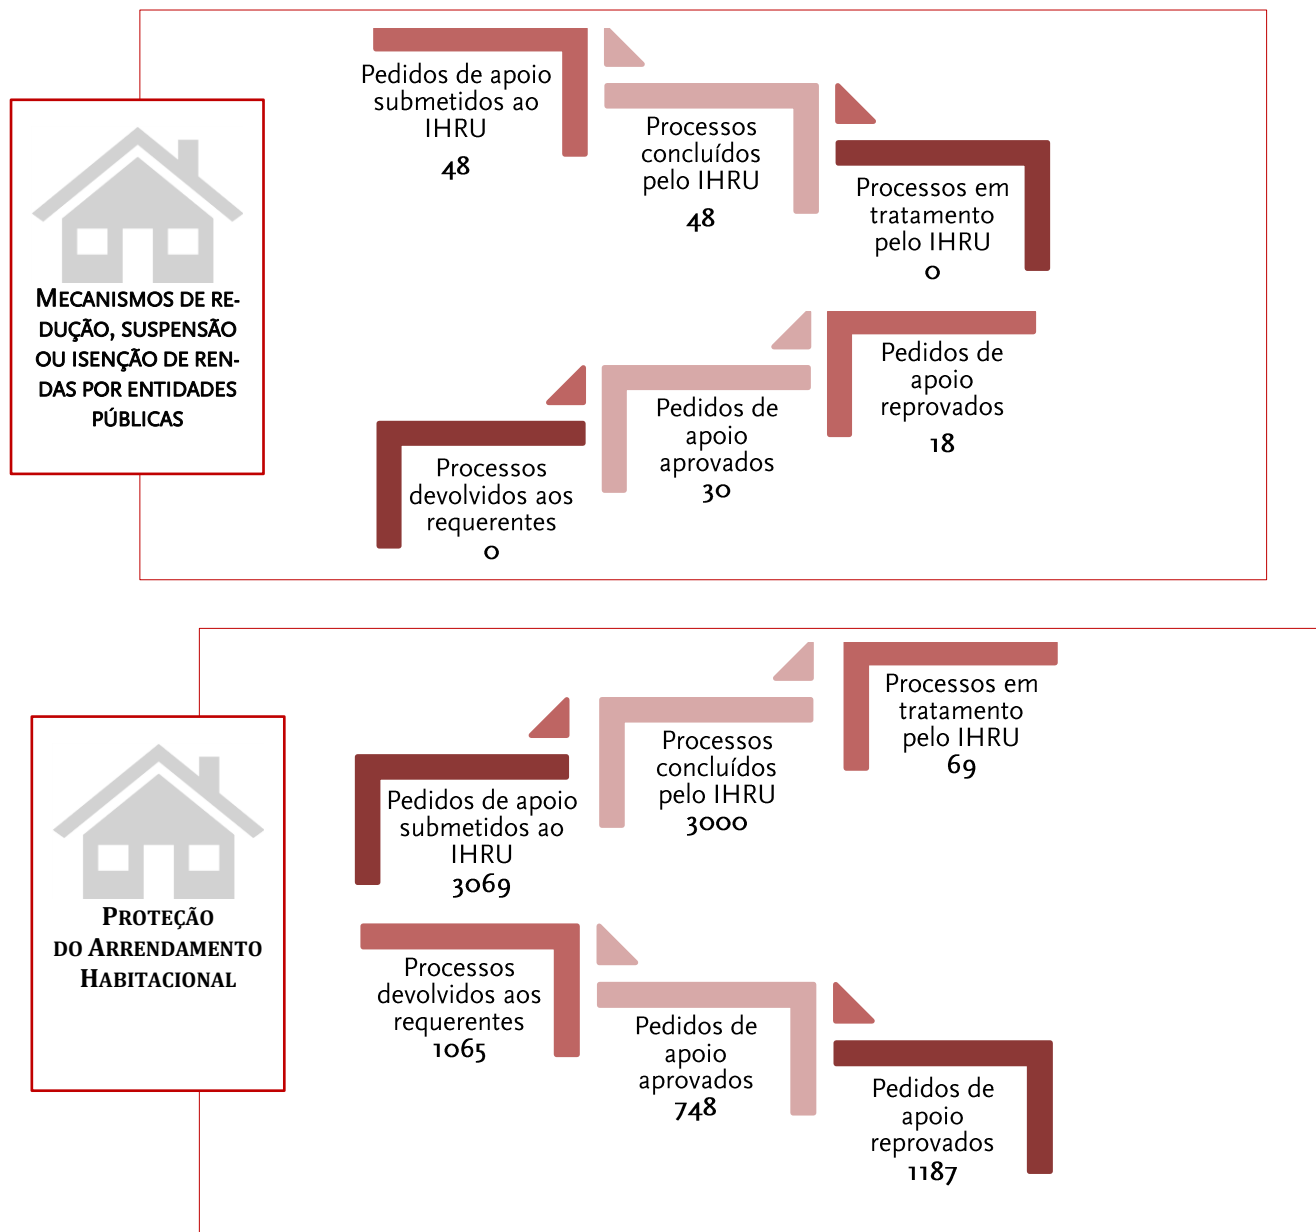 MECANISMOS DE RE-
DUÇÃO, SUSPENSÃO
OU ISENÇÃO DE REN-
DAS POR ENTIDADES
PÚBLICAS
Pedidos de apoio
submetidos ao
IHRU
48
Processos
concluídos
pelo IHRU
48
Processos em
tratamento
pelo IHRU
0
Processos
devolvidos aos
requerentes
0
Pedidos de
apoio
aprovados
30
Pedidos de
apoio
reprovados
18
PROTEÇÃO
DO ARRENDAMENTO
HABITACIONAL
Pedidos de apoio
submetidos ao
IHRU
3069
Processos
concluídos
pelo IHRU
3000
Processos em
tratamento
pelo IHRU
69
Processos
devolvidos aos
requerentes
1065
Pedidos de
apoio
aprovados
748
Pedidos de
apoio
reprovados
1187